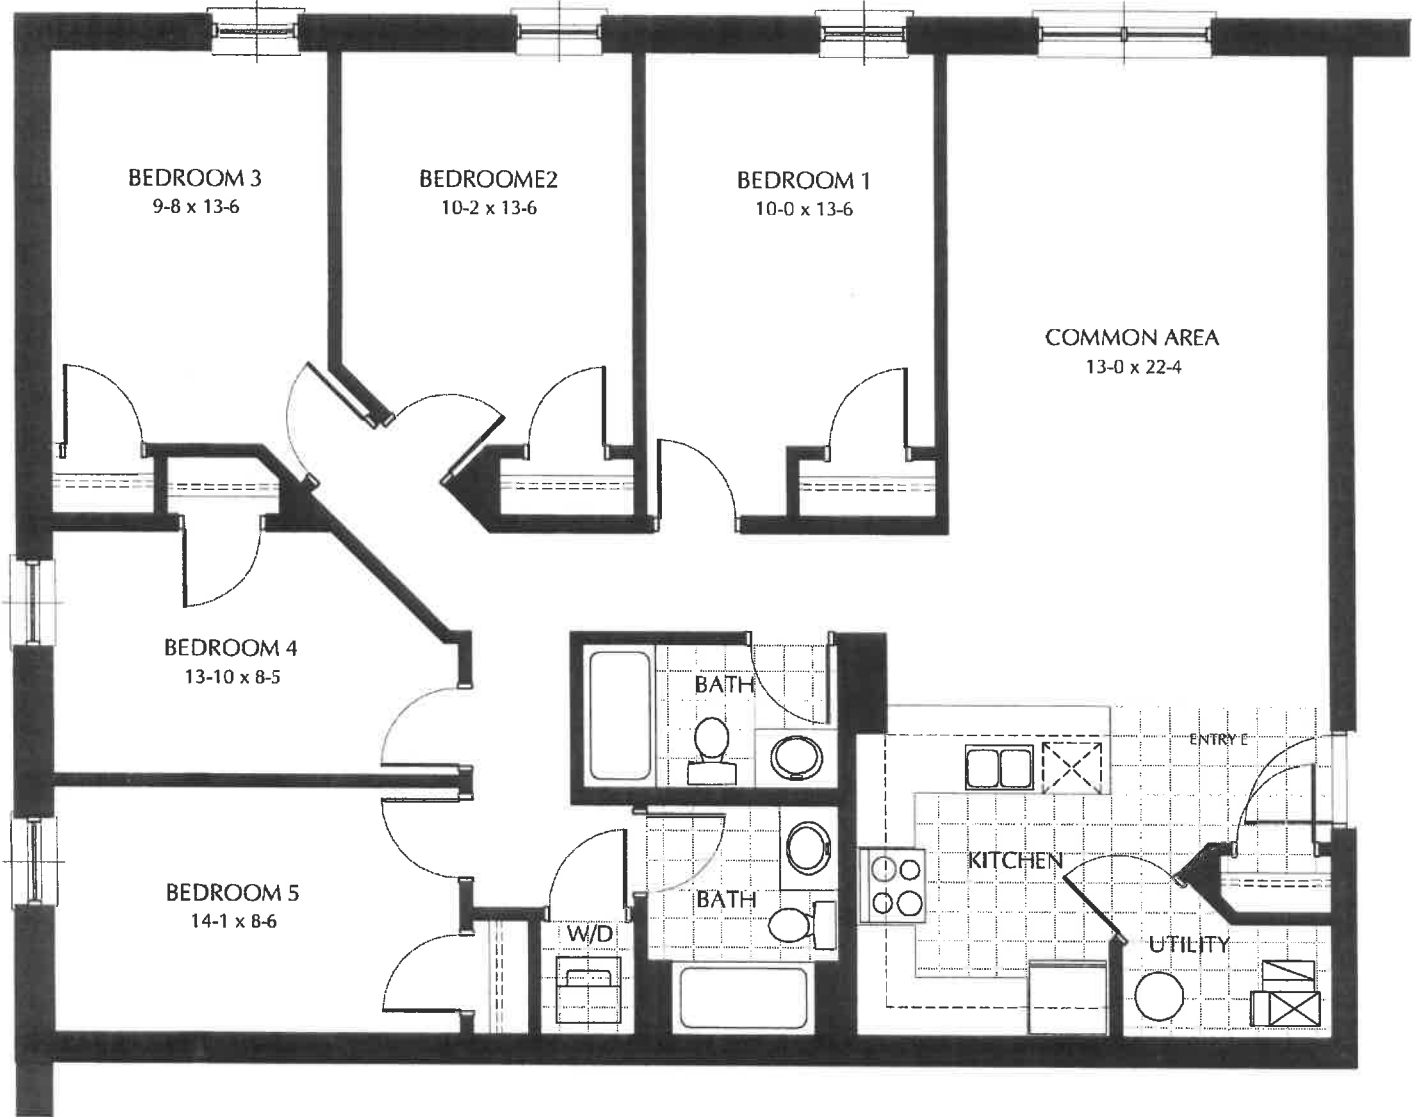 BEDROOM 3
9-8 x 13-6
BEDROOME2
10-2 x 13-6
BEDROOM 1
10-0 x 13-6
COMMON AREA
13-0 x 22-4
BEDROOM 4
13-10 x 8-5
BATH
ENTRY E
KITCHEN
BEDROOM 5
14-1 x 8-6
BATH
W/D
UTILITY